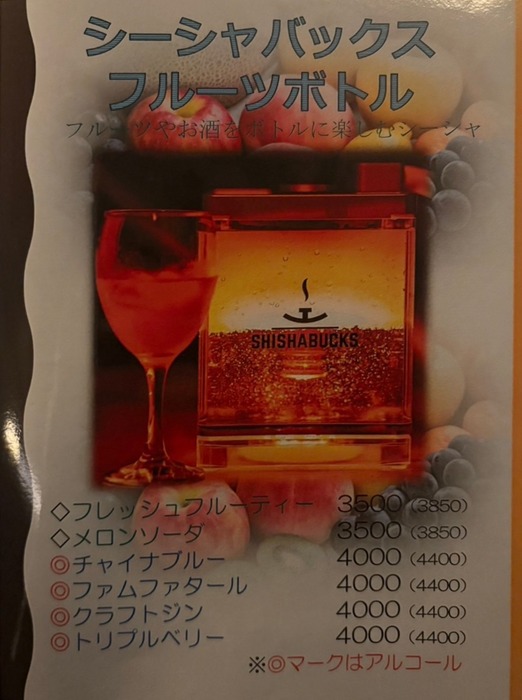 シーシャバックス
フルーツボトル
フルーツやお酒をボトルに楽しむシーシャ
SHISHABUCKS
◇フレッシュフルーティー 3500 (3850)
◇メロンソーダ 3500 (3850)
◎チャイナブルー 4000 (4400)
◎ファムファタール 4000 (4400)
◎クラフトジン 4000 (4400)
◎トリプルベリー 4000 (4400)
※◎マークはアルコール